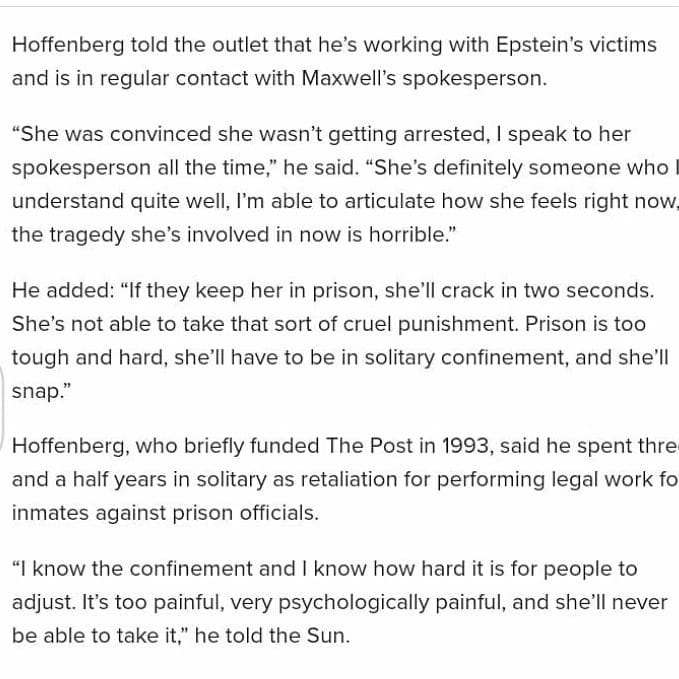 Hoffenberg told the outlet that he's working with Epstein's victims
and is in regular contact with Maxwell's spokesperson.
“She was convinced she wasn't getting arrested, I speak to her
spokesperson all the time,” he said. “She's definitely someone who I
understand quite well, I'm able to articulate how she feels right now,
the tragedy she's involved in now is horrible.”
He added: “If they keep her in prison, she'll crack in two seconds.
She's not able to take that sort of cruel punishment. Prison is too
tough and hard, she'll have to be in solitary confinement, and she'll
snap.”
Hoffenberg, who briefly funded The Post in 1993, said he spent thre
and a half years in solitary as retaliation for performing legal work fo
inmates against prison officials.
“I know the confinement and I know how hard it is for people to
adjust. It's too painful, very psychologically painful, and she'll never
be able to take it,” he told the Sun.